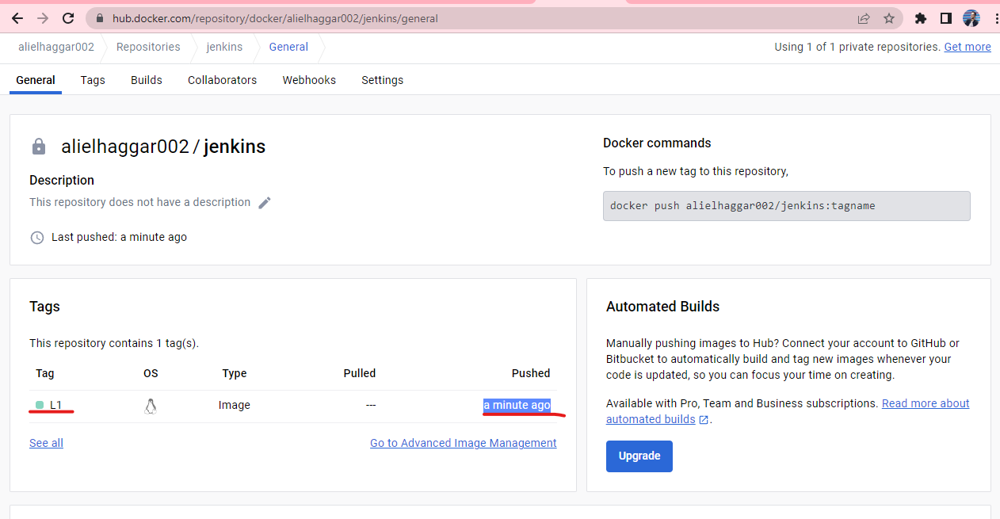 hub.docker.com/repository/docker/alielhaggar002/jenkins/general
alielhaggar002 Repositories jenkins General
Using 1 of 1 private repositories. Get more
General Tags Builds Collaborators Webhooks Settings
alielhaggar002 / jenkins
Description
This repository does not have a description
Last pushed: a minute ago
Docker commands
To push a new tag to this repository,
docker push alielhaggar002/jenkins:tagname
Tags
This repository contains 1 tag(s).
Tag OS Type Pulled Pushed
L1 Image --- a minute ago
See all Go to Advanced Image Management
Automated Builds
Manually pushing images to Hub? Connect your account to GitHub or
Bitbucket to automatically build and tag new images whenever your
code is updated, so you can focus your time on creating.
Available with Pro, Team and Business subscriptions. Read more about
automated builds .
Upgrade